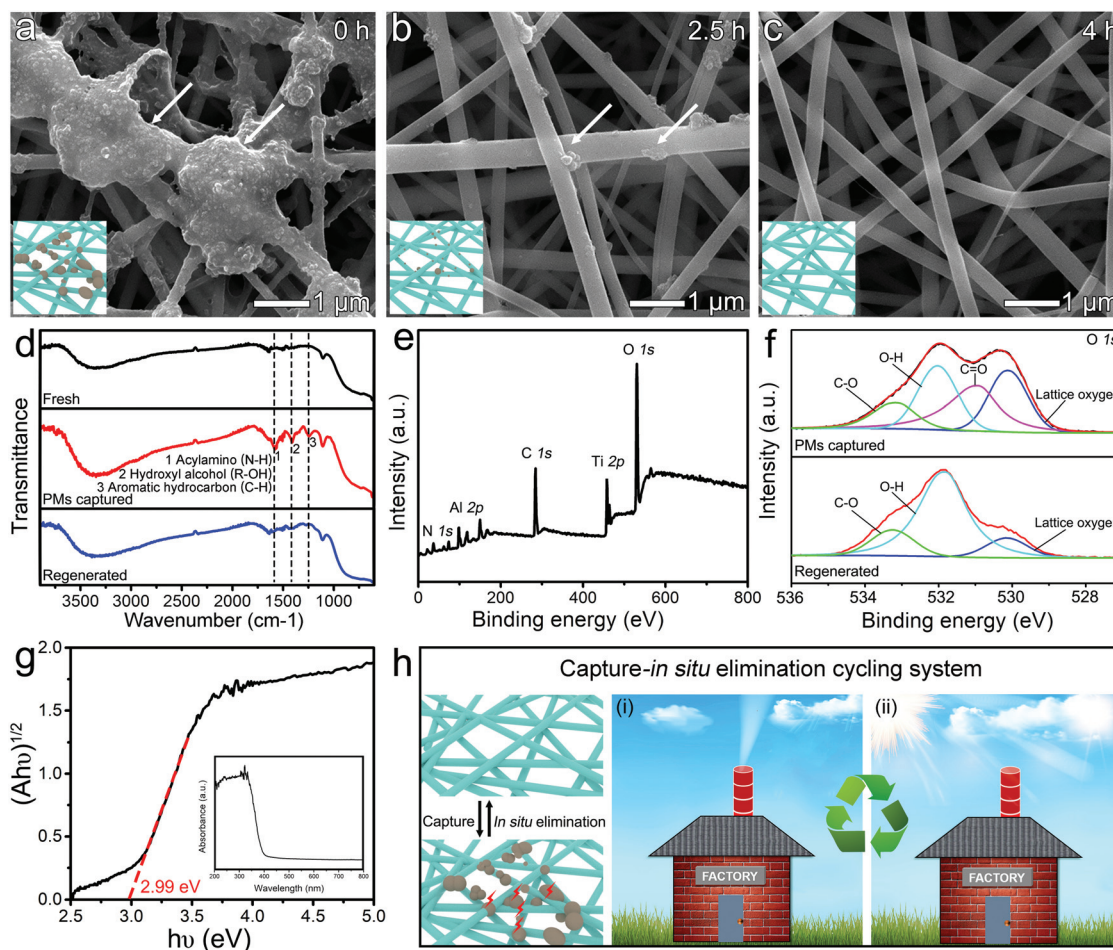 a
0 h
1 μm
b
2.5 h
1 μm
c
4 h
1 μm
d
Transmittance
Fresh
1
2
3
1 Acylamino (N-H)
2 Hydroxyl alcohol (R-OH)
3 Aromatic hydrocarbon (C-H)
PMs captured
Regenerated
3500 3000 2500 2000 1500 1000
Wavenumber (cm-1)
e
Intensity (a.u.)
N 1s
Al 2p
C 1s
Ti 2p
O 1s
0 200 400 600 800
Binding energy (eV)
f
Intensity (a.u.)
O 1s
C-O
O-H
C=O
Lattice oxygen
PMs captured
C-O
O-H
Lattice oxygen
Regenerated
536 534 532 530 528
Binding energy (eV)
g
(Ahυ)1/2
2.0
1.5
1.0
0.5
0.0
2.99 eV
2.5 3.0 3.5 4.0 4.5 5.0
hυ (eV)
Absorbance (a.u.)
200 300 400 500 600 700 800
Wavelength (nm)
h
Capture-in situ elimination cycling system
Capture
In situ elimination
(i)
FACTORY
(ii)
FACTORY